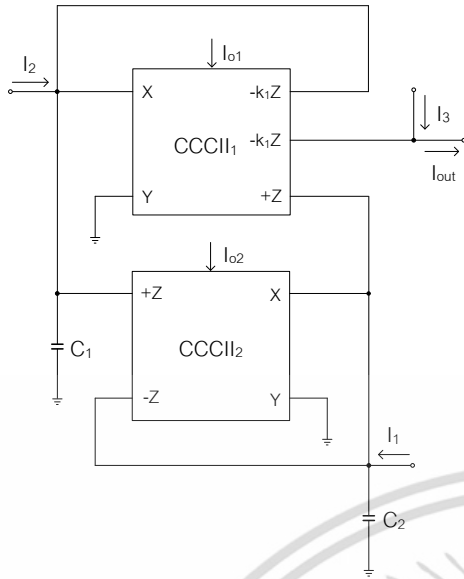 I₂
Iₒ₁
X
-k₁Z
CCCII₁
-k₁Z
I₃
Iₒᵤₜ
Y
+Z
Iₒ₂
+Z
X
C₁
CCCII₂
-Z
Y
I₁
C₂